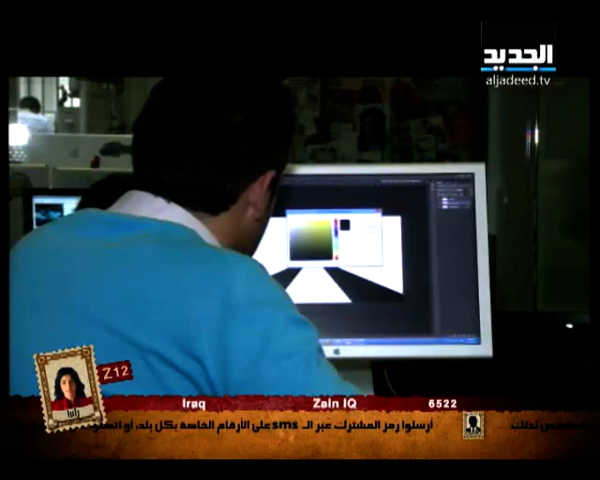 الجديد
aljadeed.tv
Z12
رانيا
Iraq Zain IQ 6522
أرسلوا رمز المشترك عبر الـ sms على الأرقام الخاصة بكل بلد، أو